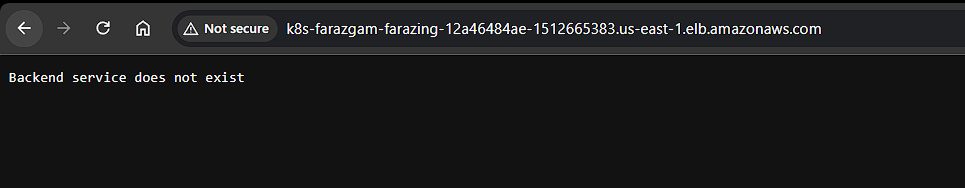 Not secure k8s-farazgam-farazing-12a46484ae-1512665383.us-east-1.elb.amazonaws.com
Backend service does not exist